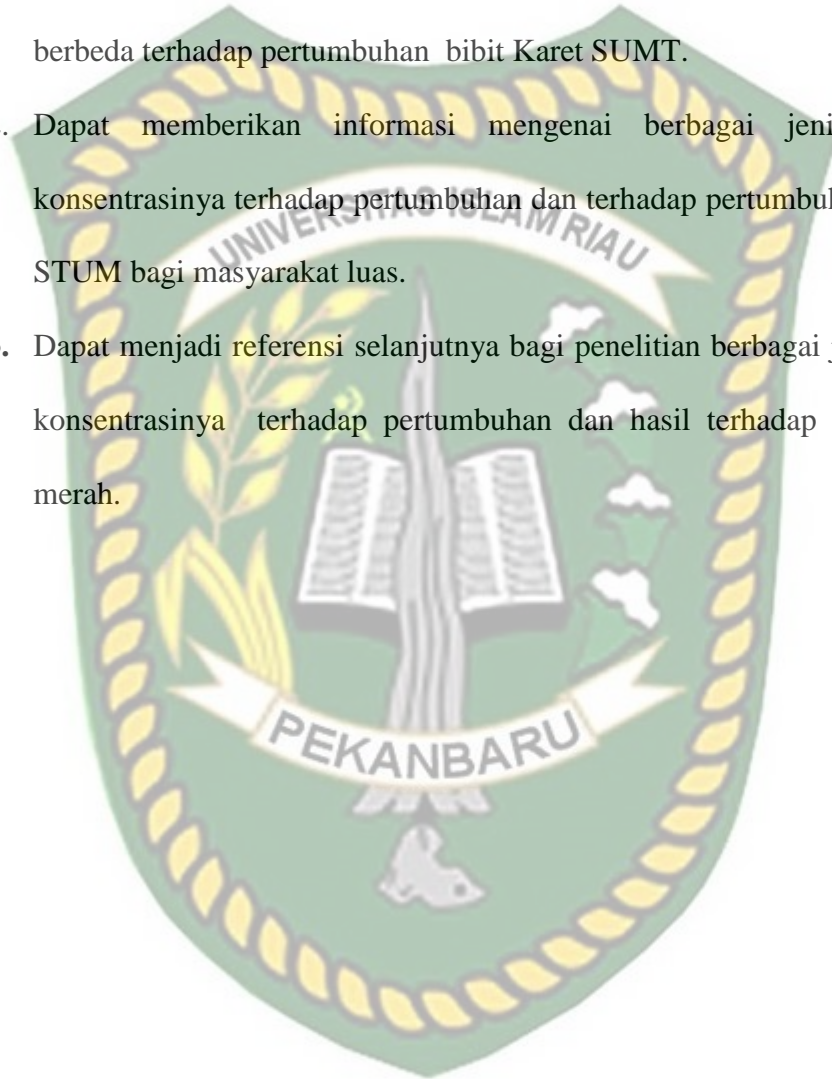 berbeda terhadap pertumbuhan bibit Karet SUMT.
. Dapat memberikan informasi mengenai berbagai jeni
konsentrasinya terhadap pertumbuhan dan terhadap
STUM bagi masyarakat luas.
. Dapat menjadi referensi selanjutnya bagi penelitian berbagai
konsentrasinya terhadap pertumbuhan dan hasil terhadap
merah.
UNIVERSITAS ISLAM RIAU
PEKANBARU